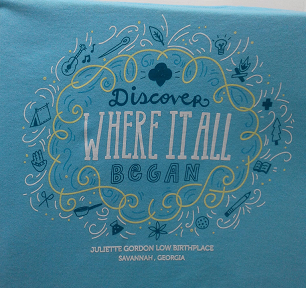 Discover
WHERE IT ALL
BEGAN
JULIETTE GORDON LOW BIRTHPLACE
SAVANNAH, GEORGIA